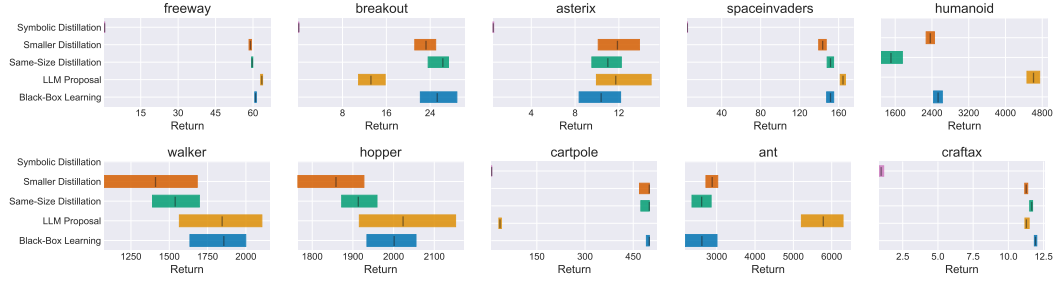 freeway breakout asterix spaceinvaders humanoid
Symbolic Distillation
Smaller Distillation
Same-Size Distillation
LLM Proposal
Black-Box Learning
15 30 45 60 8 16 24 4 8 12 40 80 120 160 1600 2400 3200 4000 4800
Return Return Return Return Return
walker hopper cartpole ant craftax
Symbolic Distillation
Smaller Distillation
Same-Size Distillation
LLM Proposal
Black-Box Learning
1250 1500 1750 2000 1800 1900 2000 2100 150 300 450 3000 4000 5000 6000 2.5 5.0 7.5 10.0 12.5
Return Return Return Return Return